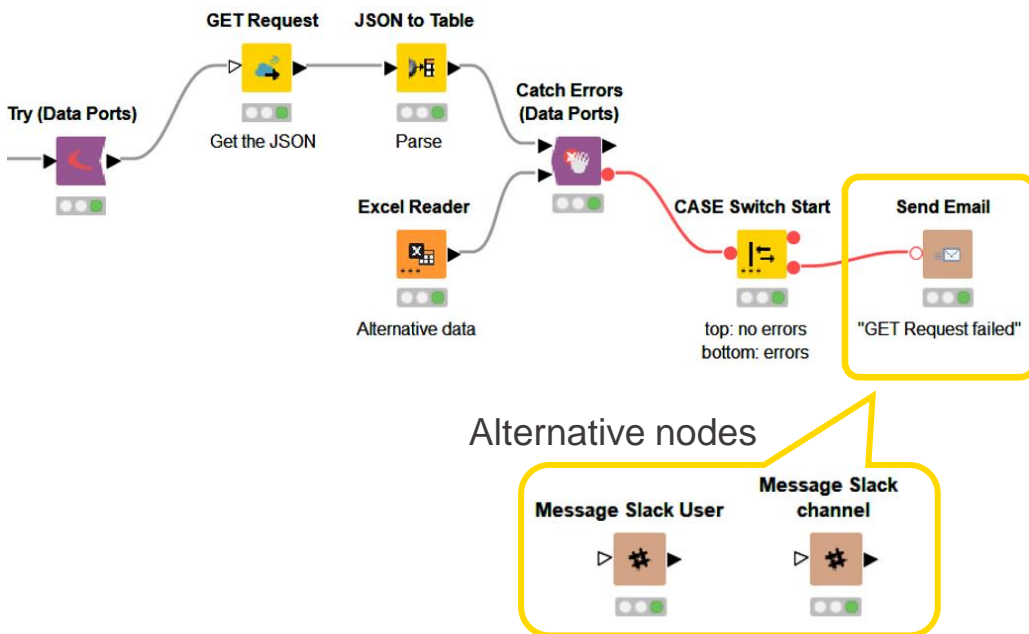 GET Request
JSON to Table
Try (Data Ports)
Catch Errors
(Data Ports)
Get the JSON
Parse
Excel Reader
CASE Switch Start
Send Email
Alternative data
top: no errors
bottom: errors
"GET Request failed"
Alternative nodes
Message Slack User
Message Slack
channel